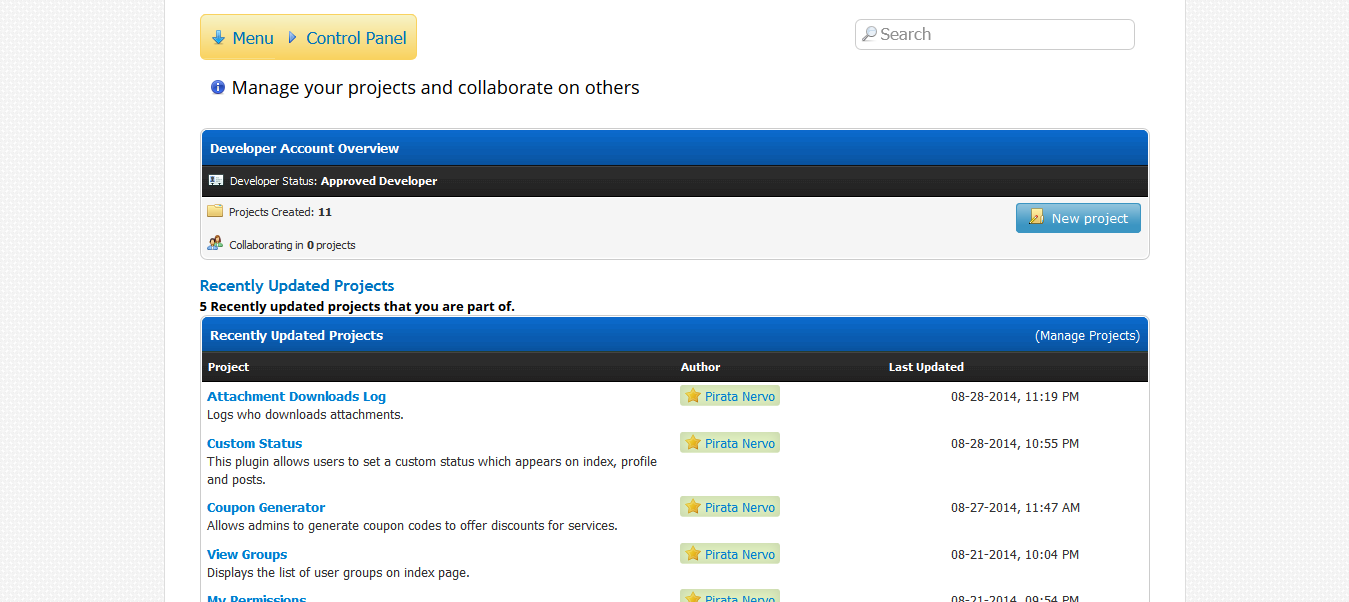 Menu Control Panel
Search
Manage your projects and collaborate on others
Developer Account Overview
Developer Status: Approved Developer
Projects Created: 11
New project
Collaborating in 0 projects
Recently Updated Projects
5 Recently updated projects that you are part of.
Recently Updated Projects (Manage Projects)
Project Author Last Updated
Attachment Downloads Log Pirata Nervo 08-28-2014, 11:19 PM
Logs who downloads attachments.
Custom Status Pirata Nervo 08-28-2014, 10:55 PM
This plugin allows users to set a custom status which appears on index, profile
and posts.
Coupon Generator Pirata Nervo 08-27-2014, 11:47 AM
Allows admins to generate coupon codes to offer discounts for services.
View Groups Pirata Nervo 08-21-2014, 10:04 PM
Displays the list of user groups on index page.
My Permissions Pirata Nervo 08-21-2014, 09:54 PM